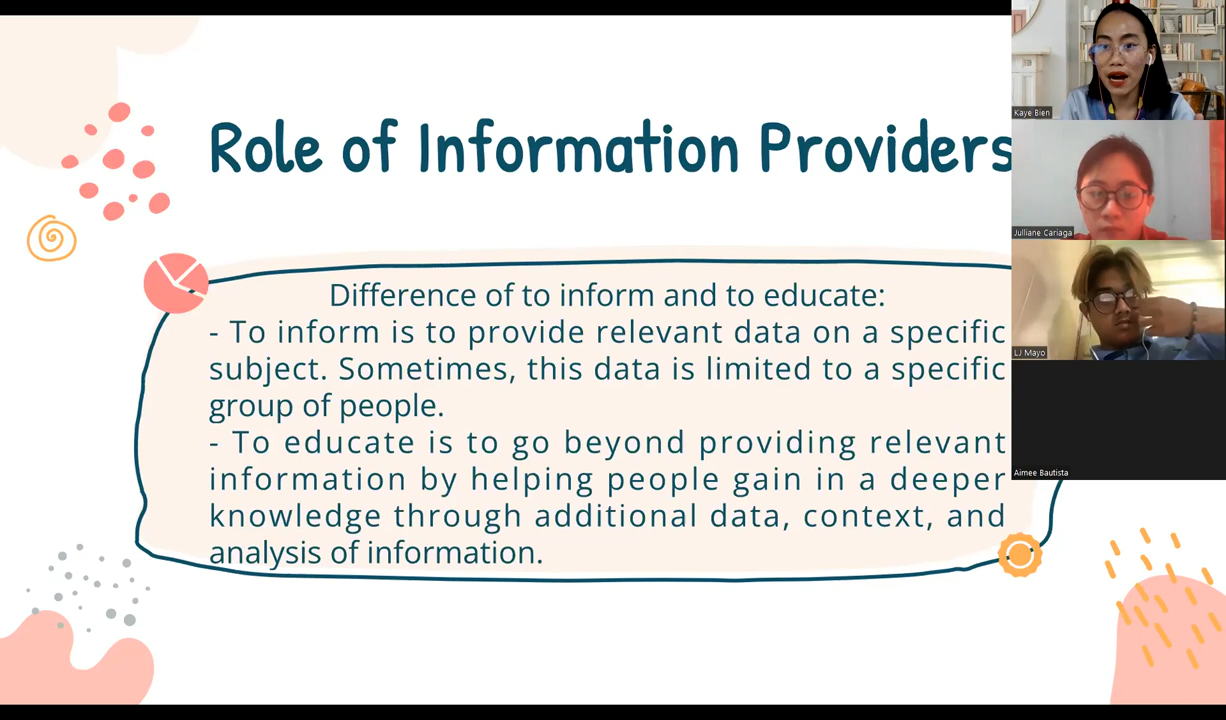 Role of Information Providers
Difference of to inform and to educate:
- To inform is to provide relevant data on a specific
subject. Sometimes, this data is limited to a specific
group of people.
- To educate is to go beyond providing relevant
information by helping people gain in a deeper
knowledge through additional data, context, and
analysis of information.
Kaye Bien
Julliane Cariaga
LJ Mayo
Aimee Bautista